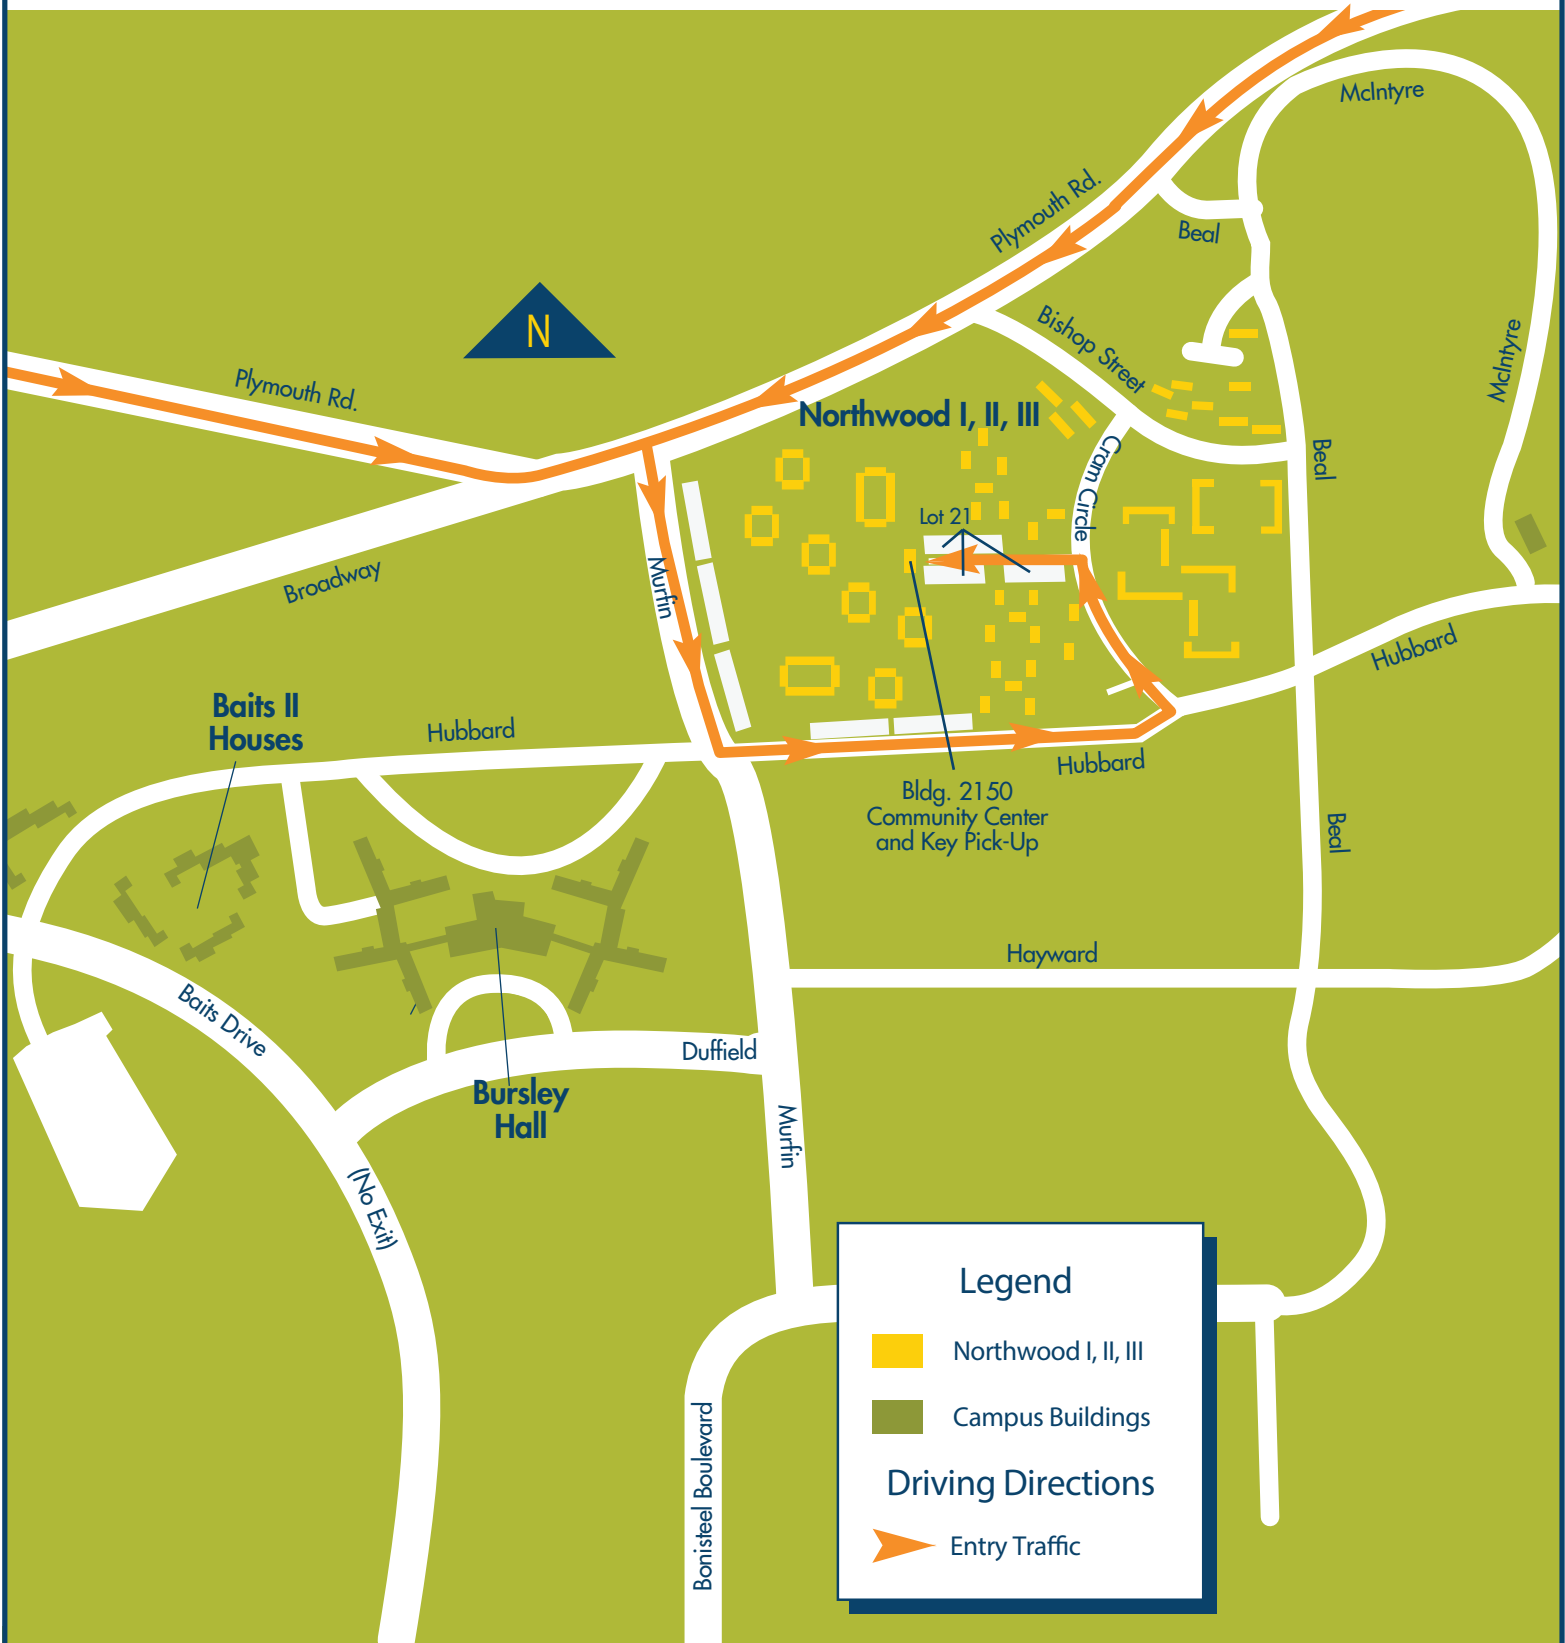 McIntyre
Plymouth Rd.
Beal
N
Bishop Street
McIntyre
Plymouth Rd.
Northwood I, II, III
Cram Circle
Beal
Lot 21
Broadway
Murfin
Hubbard
Baits II
Houses
Hubbard
Hubbard
Bldg. 2150
Community Center
and Key Pick-Up
Beal
Hayward
Baits Drive
Duffield
Bursley
Hall
Murfin
(No Exit)
Legend
Northwood I, II, III
Campus Buildings
Driving Directions
Entry Traffic
Bonisteel Boulevard